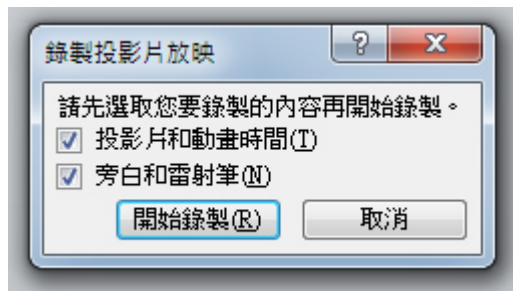 錄製投影片放映
請先選取您要錄製的內容再開始錄製。
投影片和動畫時間(T)
旁白和雷射筆(N)
開始錄製(R) 取消